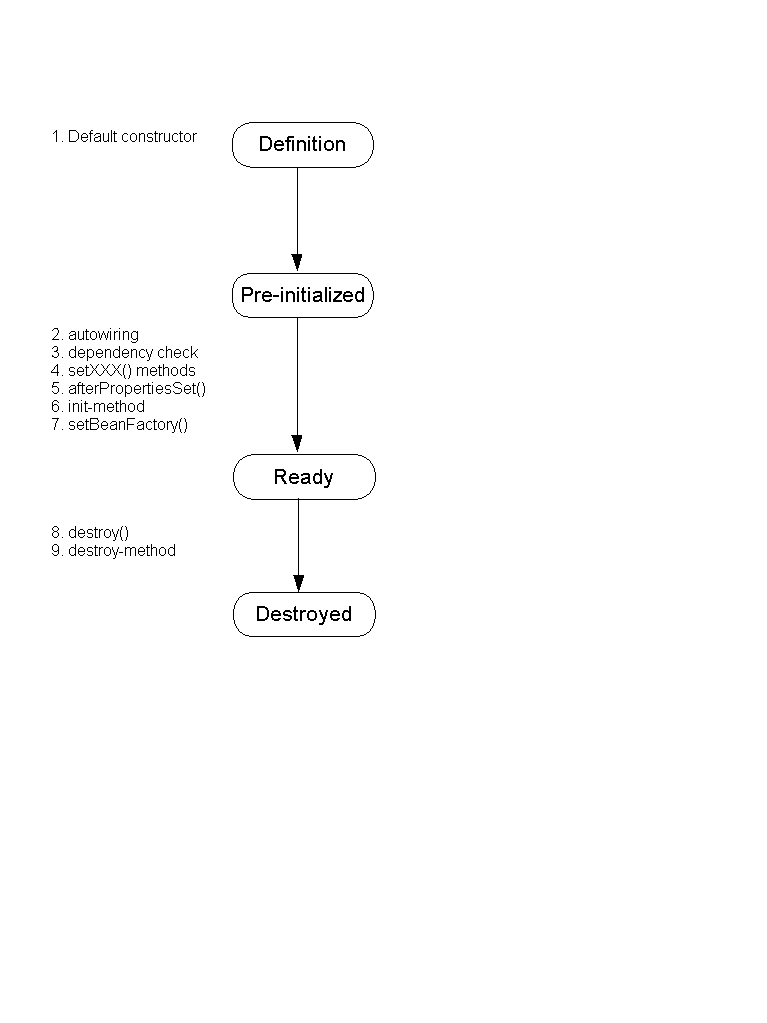 1. Default constructor
Definition
Pre-initialized
2. autowiring
3. dependency check
4. setXXX() methods
5. afterPropertiesSet()
6. init-method
7. setBeanFactory()
Ready
8. destroy()
9. destroy-method
Destroyed